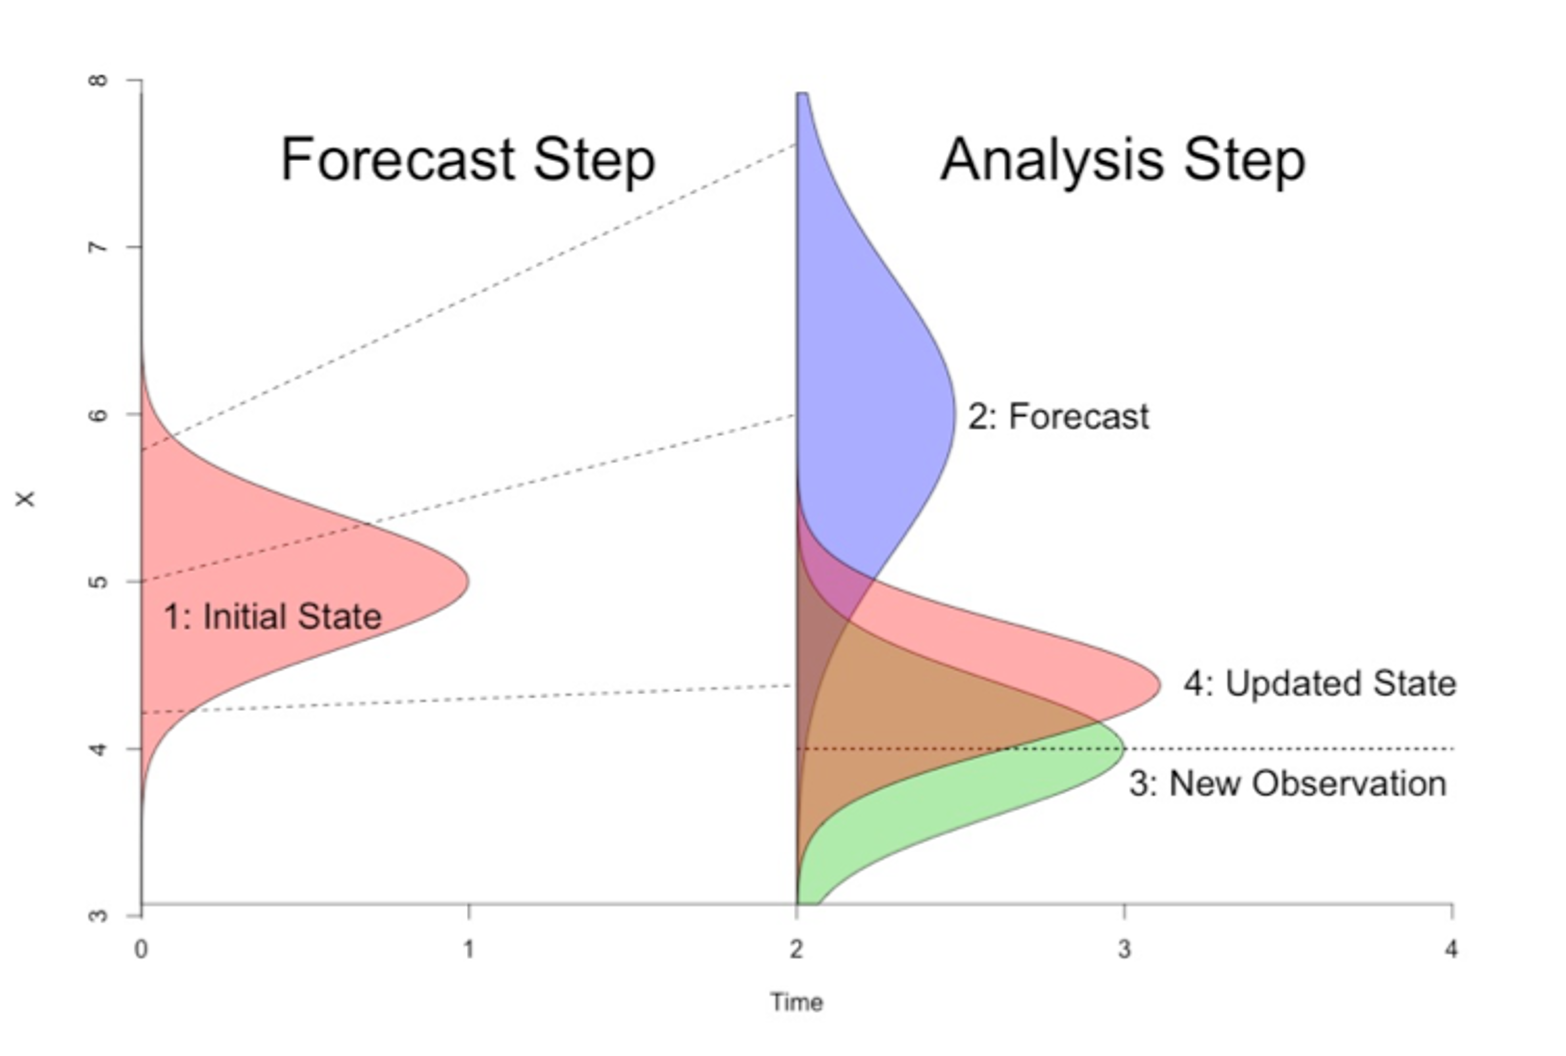 Forecast Step
Analysis Step
8
7
6
5
4
3
X
1: Initial State
2: Forecast
4: Updated State
3: New Observation
0
1
2
3
4
Time